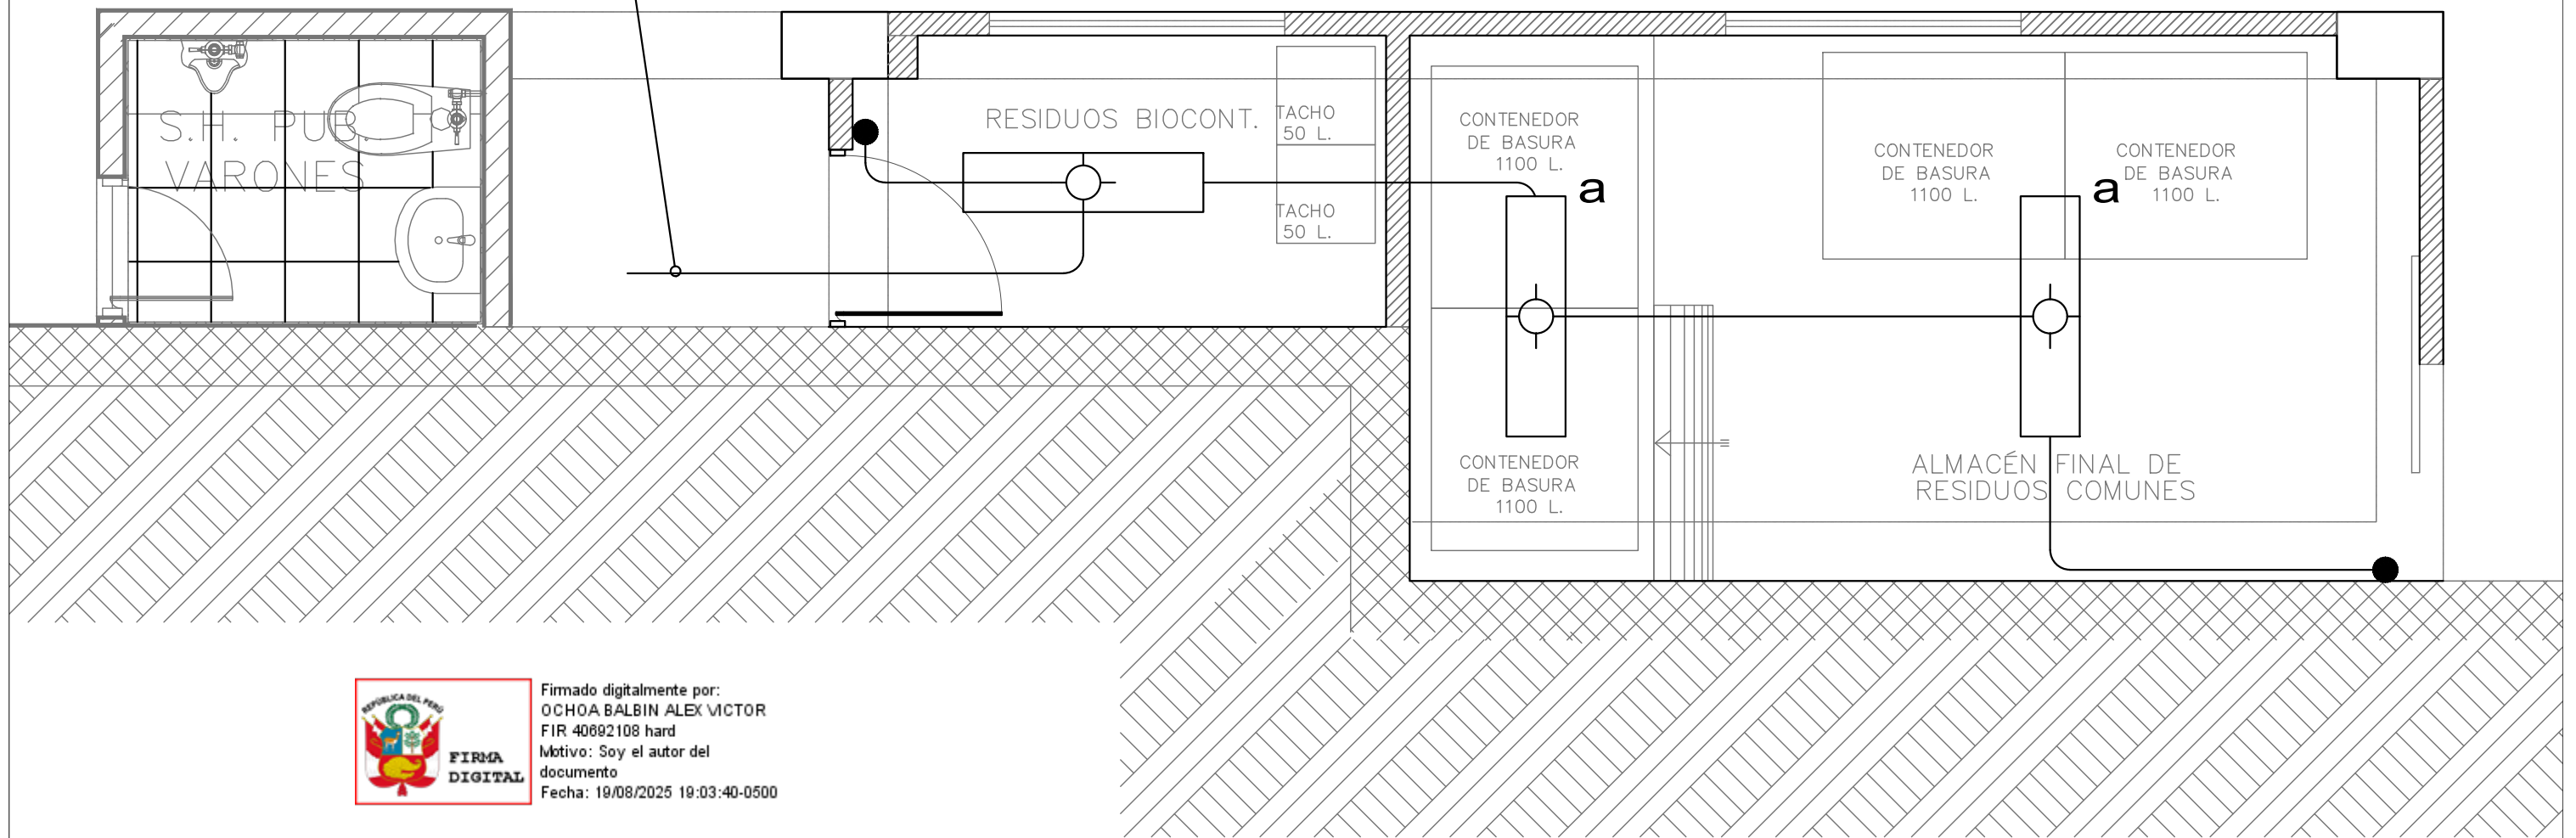 S.H. PUB.
VARONES
RESIDUOS BIOCONT.
TACHO
50 L.
TACHO
50 L.
CONTENEDOR
DE BASURA
1100 L.
a
CONTENEDOR
DE BASURA
1100 L.
a
CONTENEDOR
DE BASURA
1100 L.
CONTENEDOR
DE BASURA
1100 L.
ALMACÉN FINAL DE
RESIDUOS COMUNES
REPÚBLICA DEL PERÚ
FIRMA
DIGITAL
Firmado digitalmente por:
OCHOA BALBIN ALEX VICTOR
FIR 40692108 hard
Motivo: Soy el autor del
documento
Fecha: 19/08/2025 19:03:40-0500